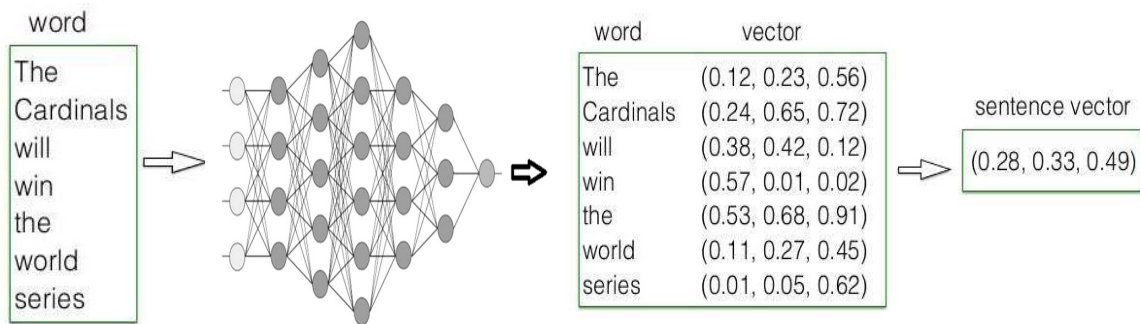 word
The
Cardinals
will
win
the
world
series
word vector
The (0.12, 0.23, 0.56)
Cardinals (0.24, 0.65, 0.72)
will (0.38, 0.42, 0.12)
win (0.57, 0.01, 0.02)
the (0.53, 0.68, 0.91)
world (0.11, 0.27, 0.45)
series (0.01, 0.05, 0.62)
sentence vector
(0.28, 0.33, 0.49)